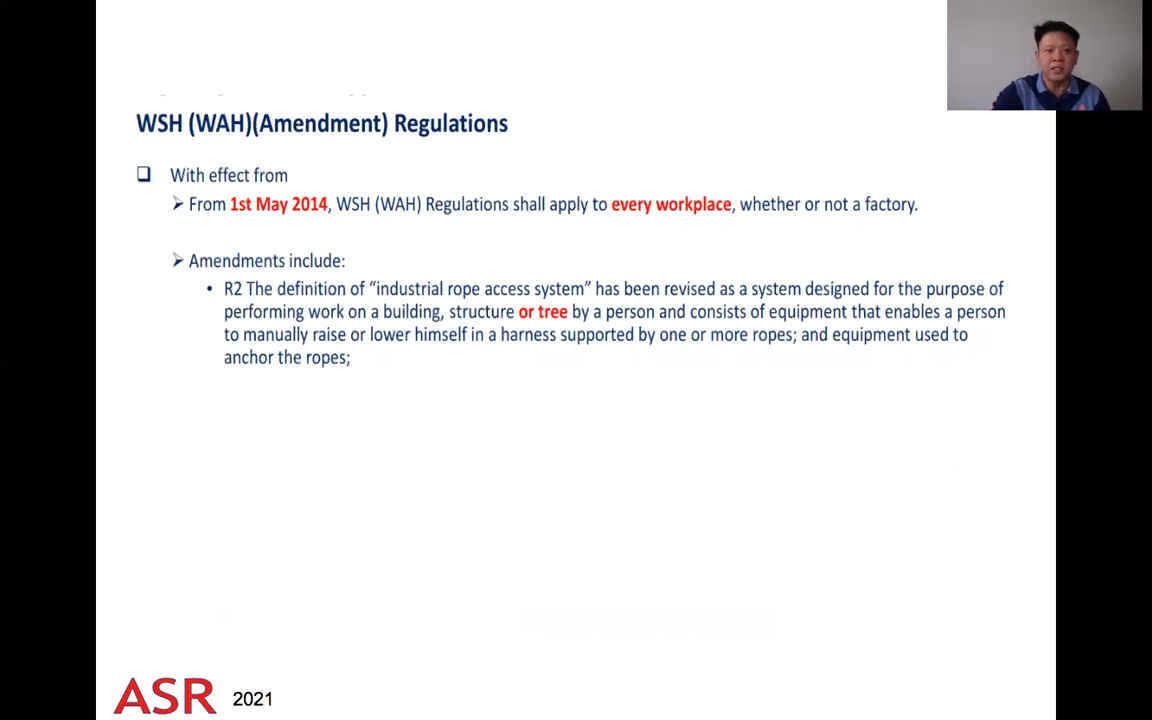 WSH (WAH)(Amendment) Regulations
❑ With effect from
➢ From 1st May 2014, WSH (WAH) Regulations shall apply to every workplace, whether or not a factory.
➢ Amendments include:
• R2 The definition of “industrial rope access system” has been revised as a system designed for the purpose of
performing work on a building, structure or tree by a person and consists of equipment that enables a person
to manually raise or lower himself in a harness supported by one or more ropes; and equipment used to
anchor the ropes;
ASR 2021